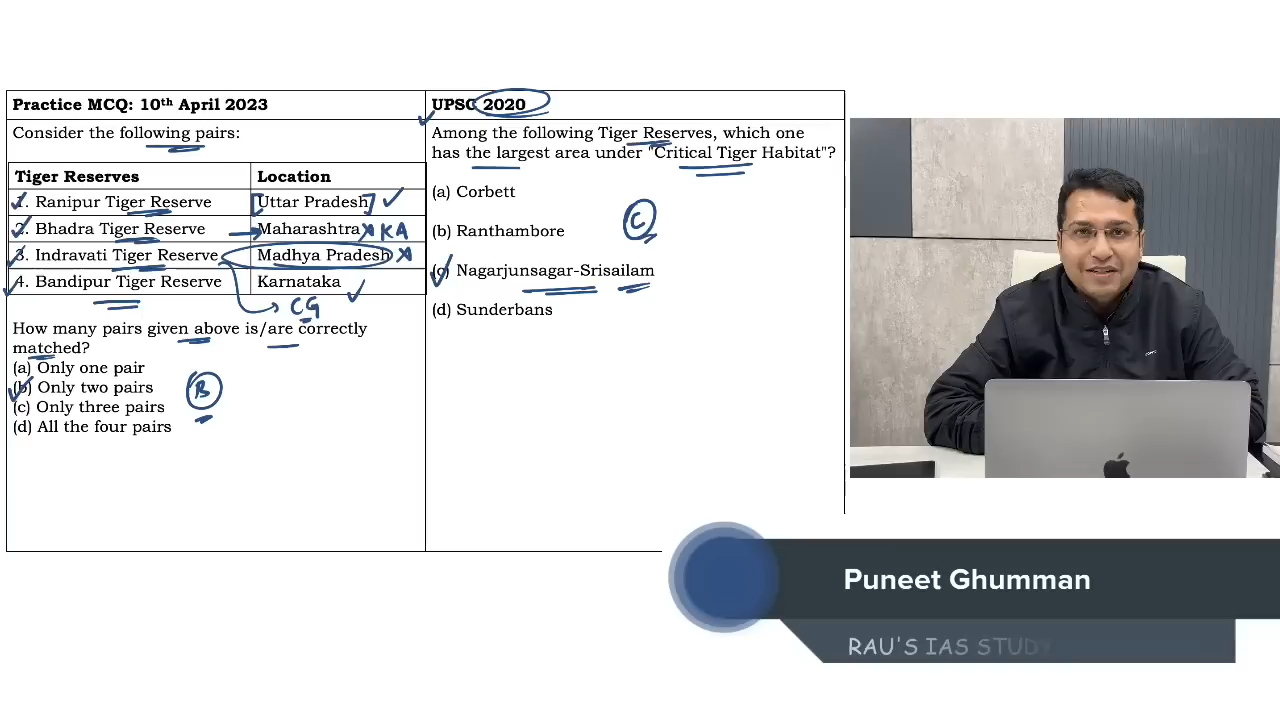 Practice MCQ: 10th April 2023
Consider the following pairs:
Tiger Reserves Location
1. Ranipur Tiger Reserve Uttar Pradesh
2. Bhadra Tiger Reserve Maharashtra KA
3. Indravati Tiger Reserve Madhya Pradesh
4. Bandipur Tiger Reserve Karnataka
CG
How many pairs given above is/are correctly
matched?
(a) Only one pair
(b) Only two pairs
(c) Only three pairs
(d) All the four pairs
B
UPSC 2020
Among the following Tiger Reserves, which one
has the largest area under "Critical Tiger Habitat"?
(a) Corbett
(b) Ranthambore
(c) Nagarjunsagar-Srisailam
(d) Sunderbans
C
Puneet Ghumman
RAU'S IAS STUDY